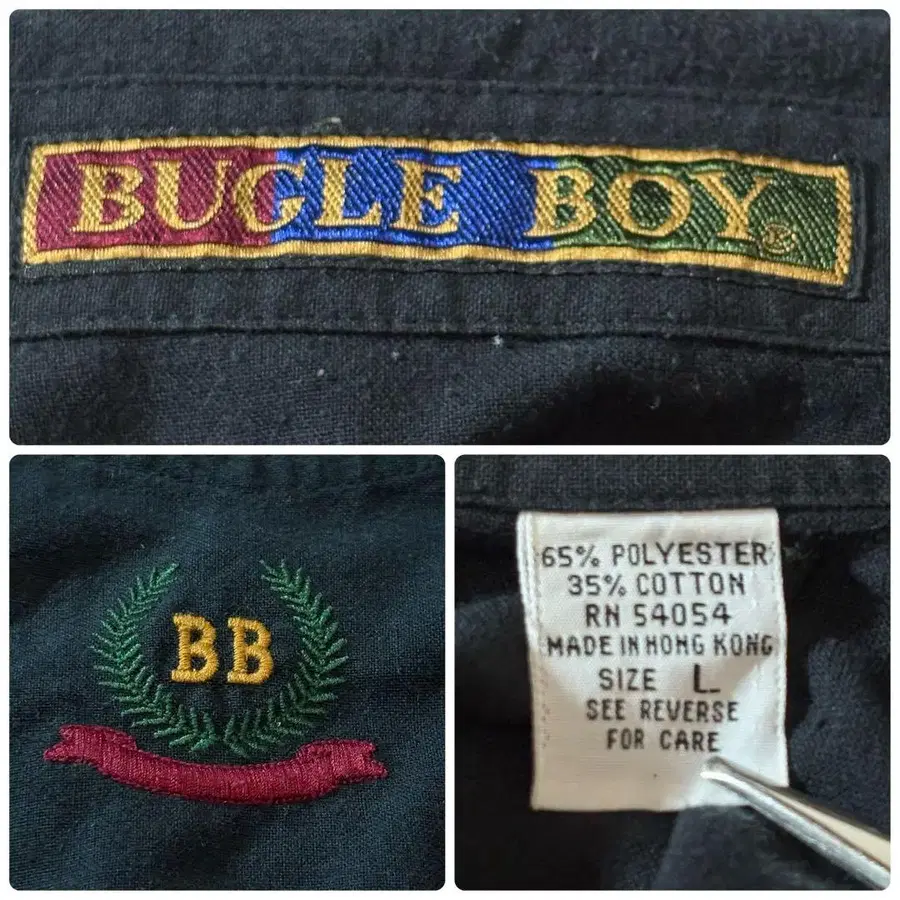 BUGLE BOY®
BB
65% POLYESTER
35% COTTON
RN 54054
MADE IN HONG KONG
SIZE L
SEE REVERSE
FOR CARE